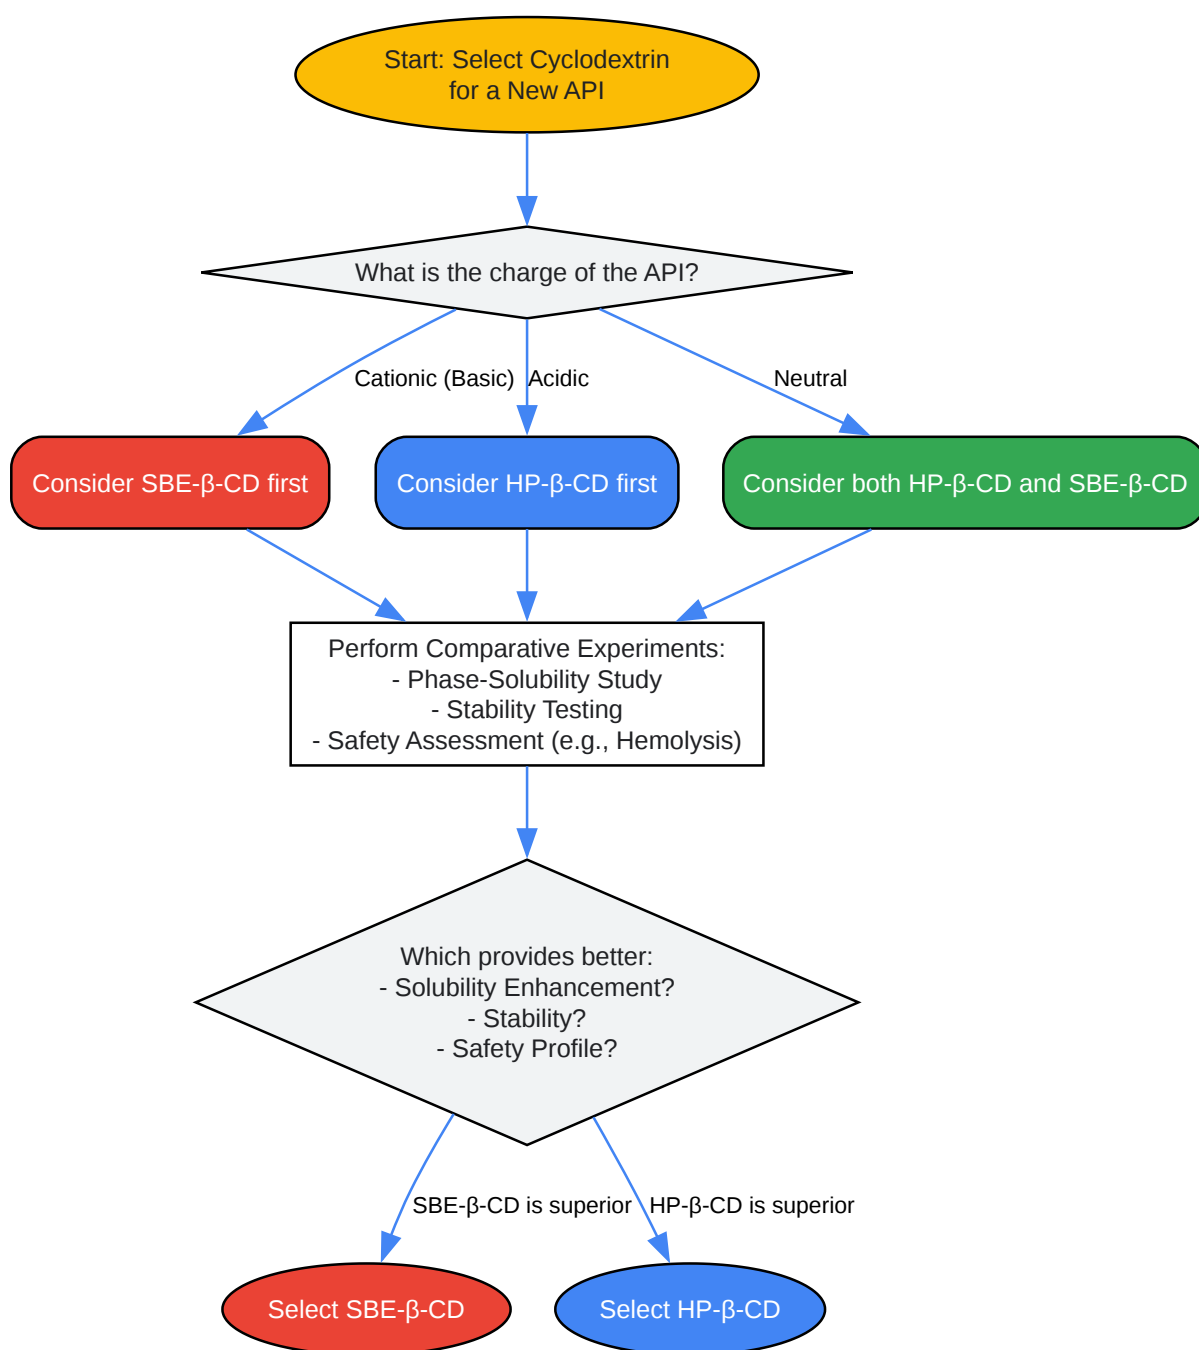 Start: Select Cyclodextrin
for a New API
What is the charge of the API?
Cationic (Basic)
Acidic
Neutral
Consider SBE-β-CD first
Consider HP-β-CD first
Consider both HP-β-CD and SBE-β-CD
Perform Comparative Experiments:
- Phase-Solubility Study
- Stability Testing
- Safety Assessment (e.g., Hemolysis)
Which provides better:
- Solubility Enhancement?
- Stability?
- Safety Profile?
SBE-β-CD is superior
HP-β-CD is superior
Select SBE-β-CD
Select HP-β-CD